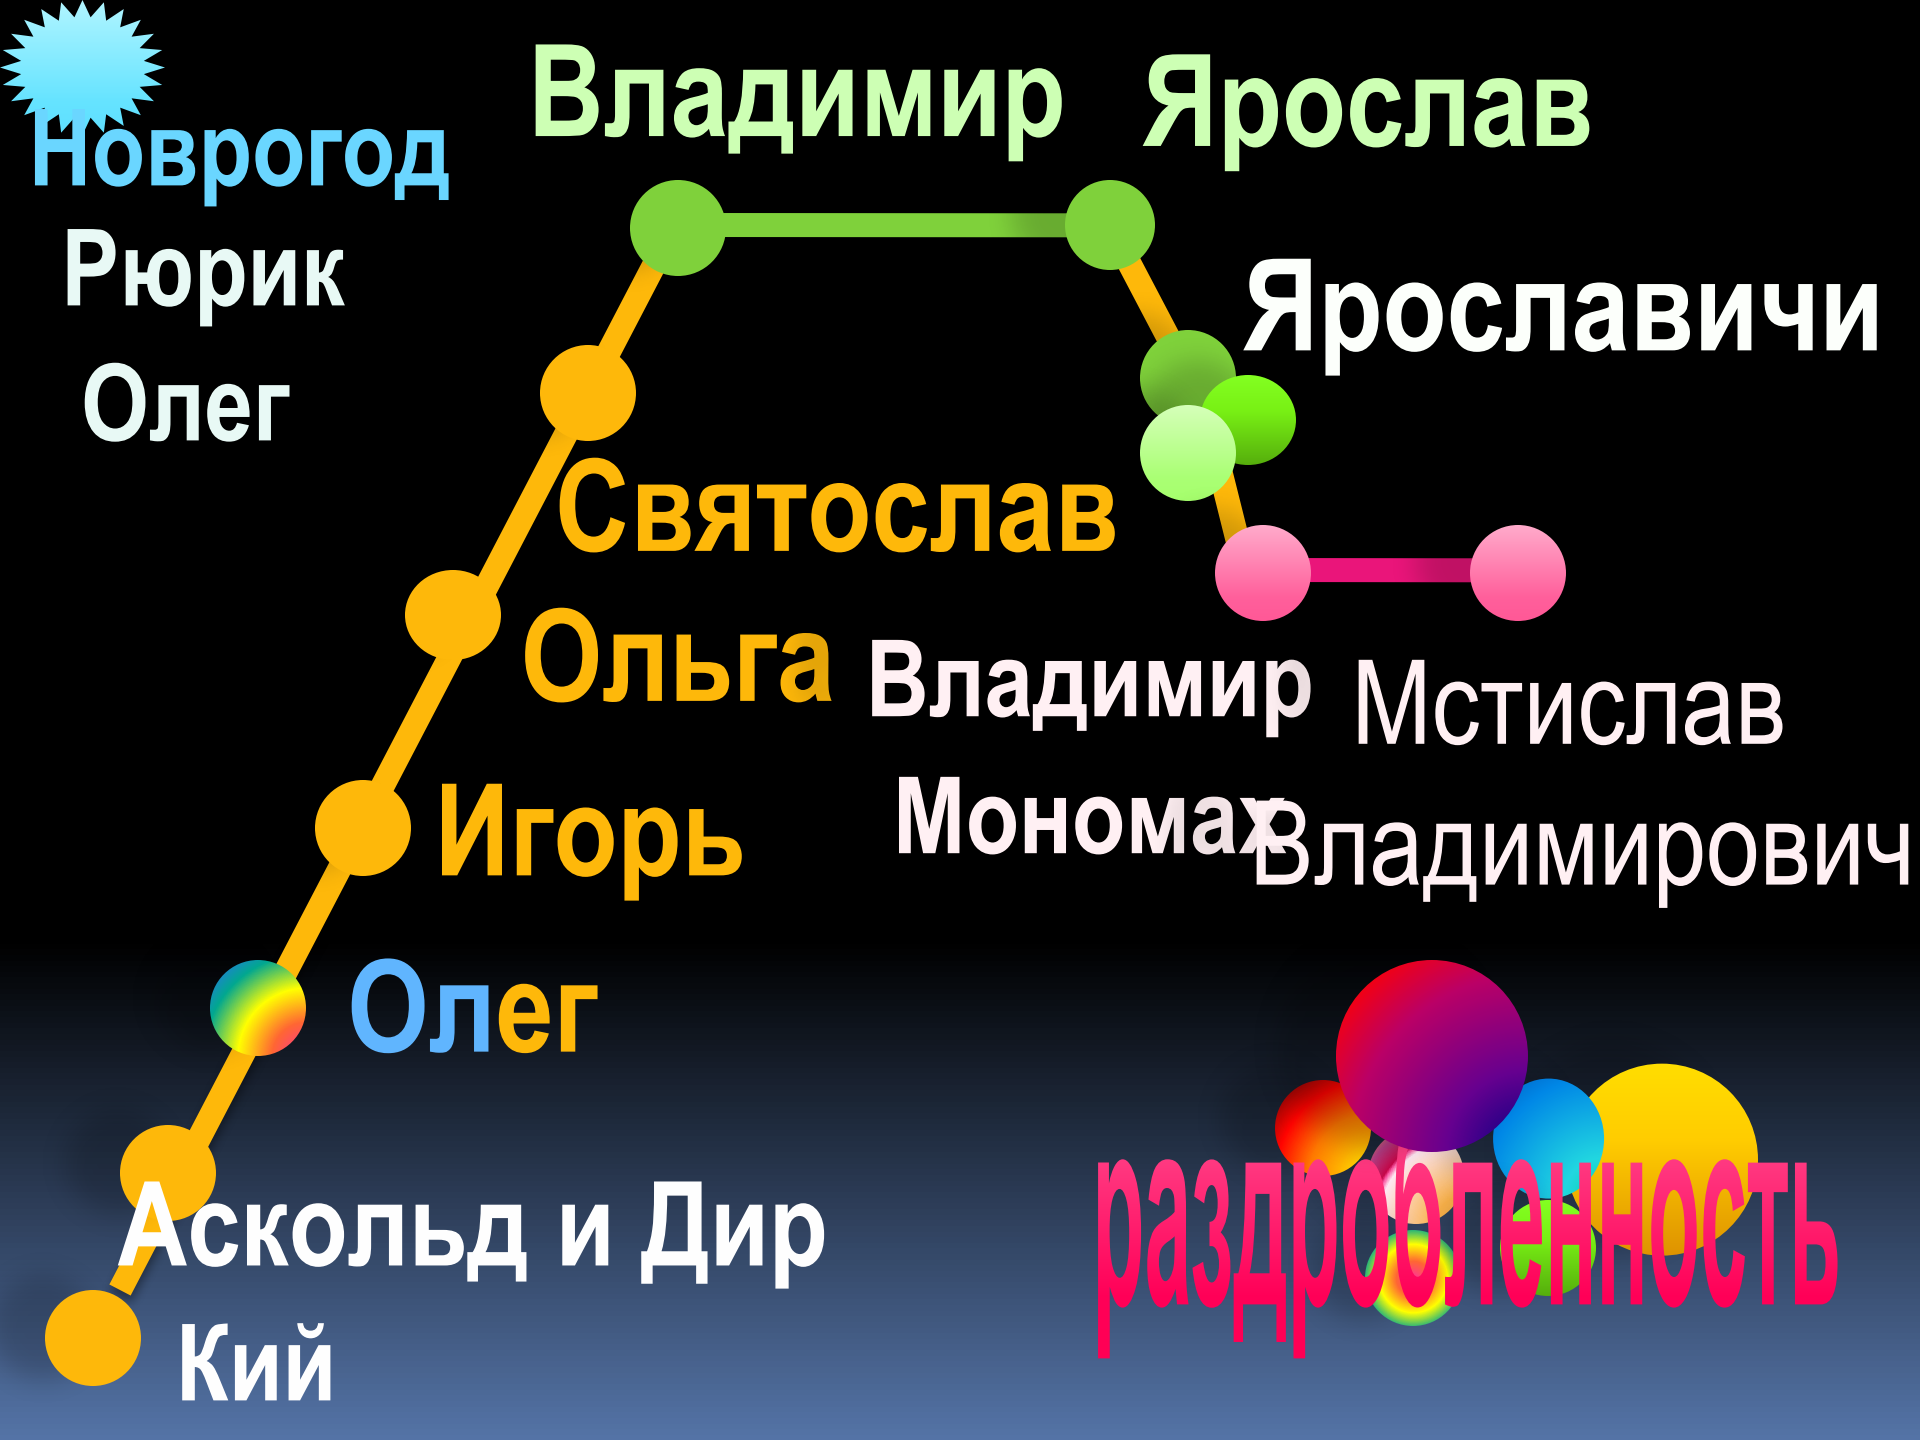 Владимир
Ярослав
Новрогод
Рюрик
Олег
Ярославичи
Святослав
Ольга
Владимир
Мономах
Мстислав
Владимирович
Игорь
Олег
Аскольд и Дир
Кий
раздробленность